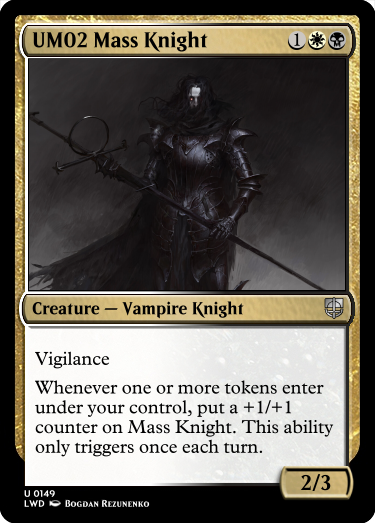 UM02 Mass Knight 1
Creature — Vampire Knight
Vigilance
Whenever one or more tokens enter
under your control, put a +1/+1
counter on Mass Knight. This ability
only triggers once each turn.
2/3
U 0149
LWD Bogdan Rezunenko